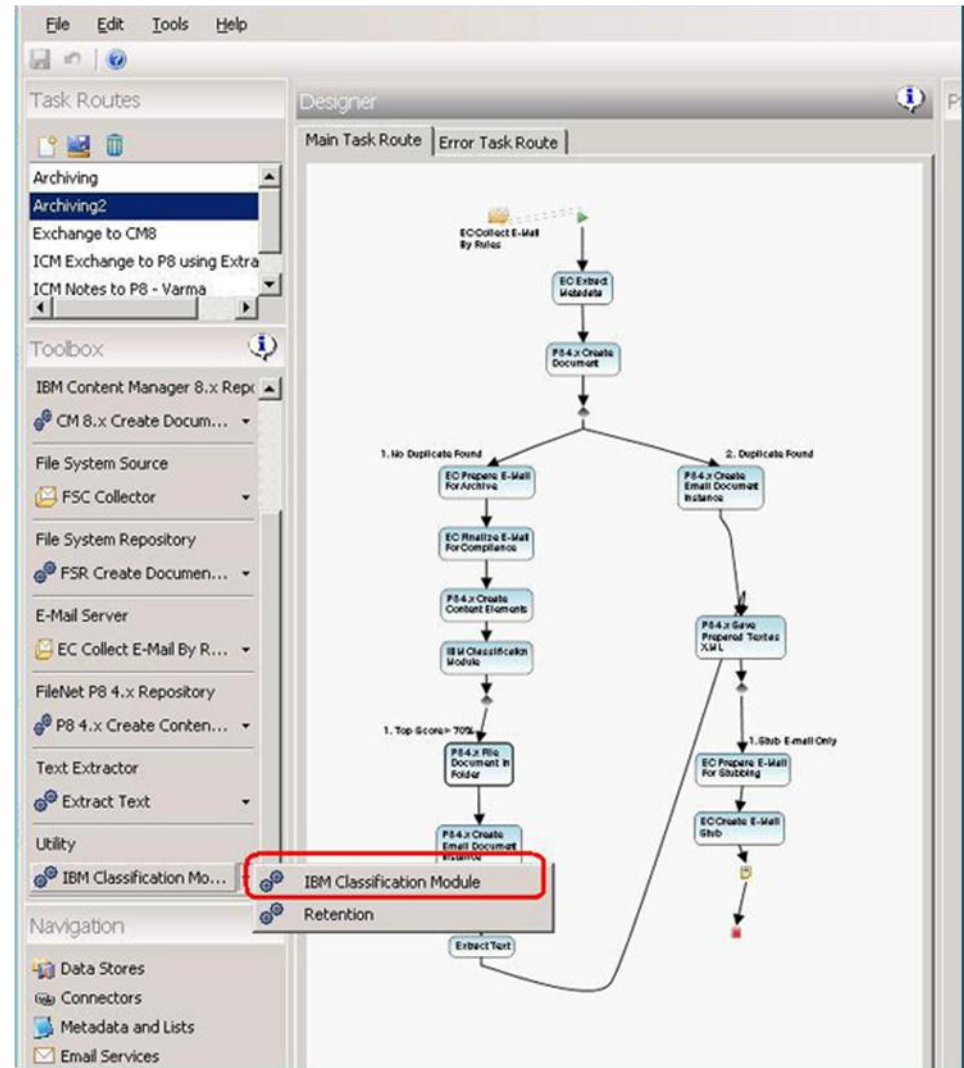 File Edit Tools Help
Task Routes
Archiving
Archiving2
Exchange to CM8
ICM Exchange to P8 using Extra
ICM Notes to P8 - Varma
Toolbox
IBM Content Manager 8.x Repc
CM 8.x Create Docum...
File System Source
FSC Collector
File System Repository
FSR Create Documen...
E-Mail Server
EC Collect E-Mail By R...
FileNet P8 4.x Repository
P8 4.x Create Conten...
Text Extractor
Extract Text
Utility
IBM Classification Mo...
IBM Classification Module
Retention
Navigation
Data Stores
Connectors
Metadata and Lists
Email Services
Designer
Main Task Route
Error Task Route
EC Collect E-Mail
By Rules
EC Extract
Metadata
P8 4.x Create
Document
1. No Duplicate Found
2. Duplicate Found
EC Prepare E-Mail
For Archive
P8 4.x Create
Email Document
Instance
EC Finalize E-Mail
For Compliance
P8 4.x Create
Content Elements
P8 4.x Save
Prepared Text as
XML
IBM Classification
Module
1. Top Score > 70%
1. Stub E-mail Only
P8 4.x File
Document In
Folder
EC Prepare E-Mail
For Stubbing
P8 4.x Create
Email Document
Instance
EC Create E-Mail
Stub
Extract Text